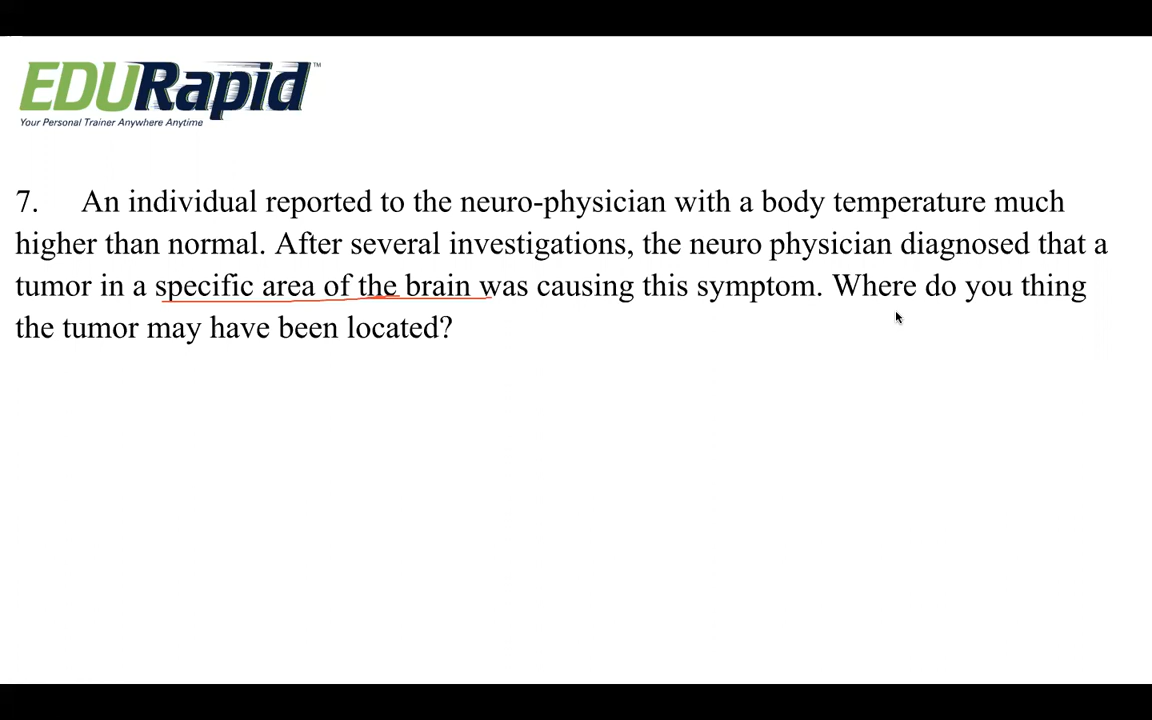 EDURapid™
Your Personal Trainer Anywhere Anytime
7. An individual reported to the neuro-physician with a body temperature much
higher than normal. After several investigations, the neuro physician diagnosed that a
tumor in a specific area of the brain was causing this symptom. Where do you thing
the tumor may have been located?